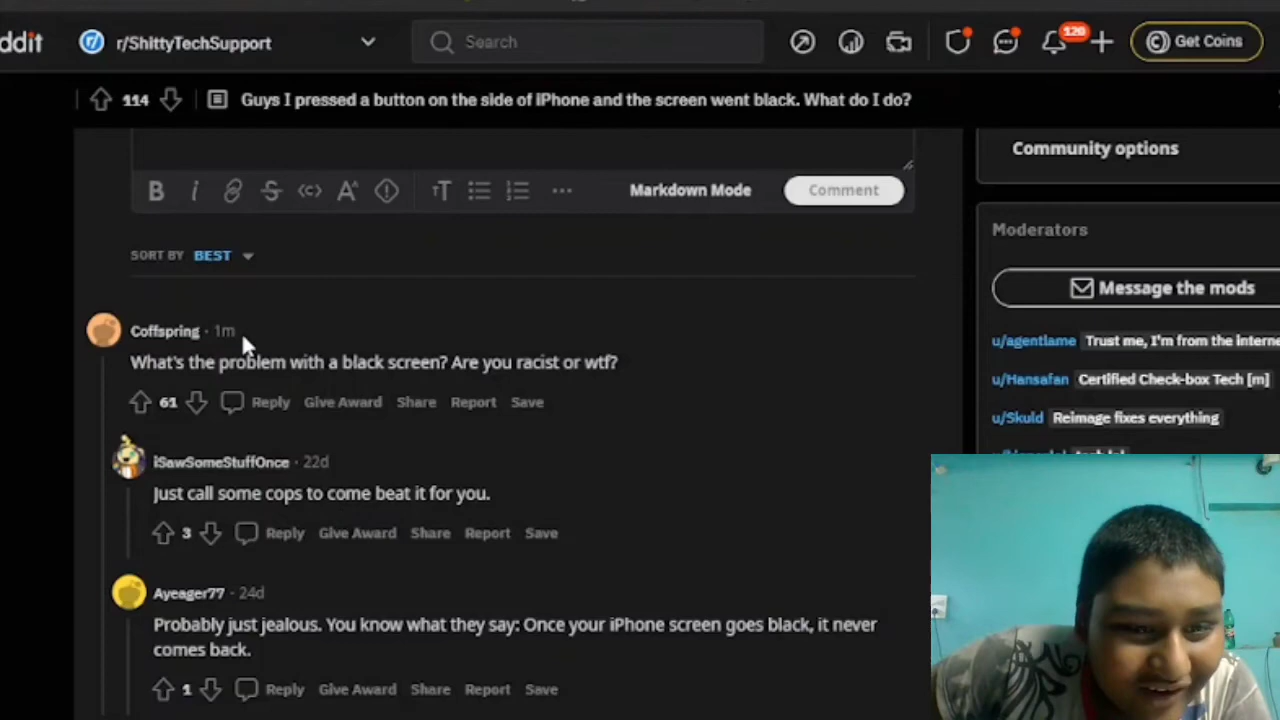 ddit r/ShittyTechSupport Search 120 Get Coins
114 Guys I pressed a button on the side of iPhone and the screen went black. What do I do?
Community options
B i S <c> A TT ... Markdown Mode Comment
Moderators
SORT BY BEST
Message the mods
Coffspring · 1m
u/agentlame Trust me, I'm from the interne
What's the problem with a black screen? Are you racist or wtf?
u/Hansafan Certified Check-box Tech [m]
61 Reply Give Award Share Report Save
u/Skuld Reimage fixes everything
iSawSomeStuffOnce · 22d
Just call some cops to come beat it for you.
3 Reply Give Award Share Report Save
Ayeager77 · 24d
Probably just jealous. You know what they say: Once your iPhone screen goes black, it never
comes back.
1 Reply Give Award Share Report Save